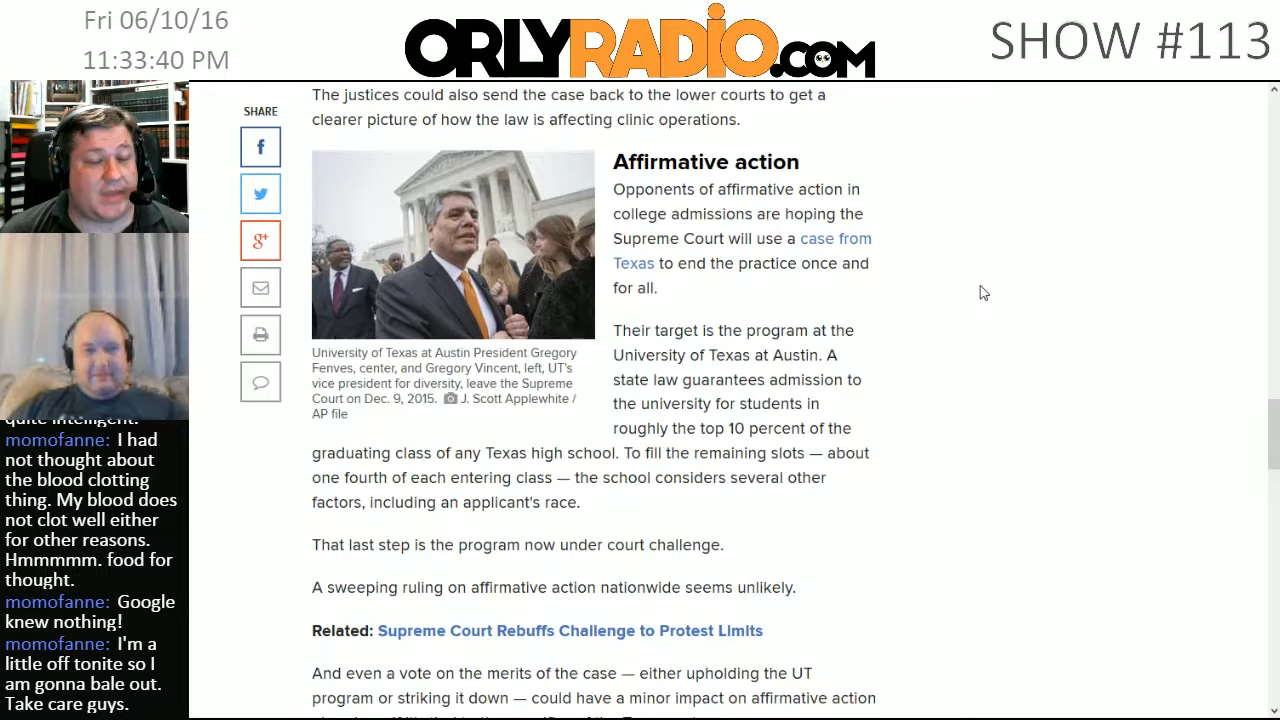 Fri 06/10/16
11:33:40 PM
ORLYRADIO.COM
SHOW #113
SHARE
f
g+
The justices could also send the case back to the lower courts to get a
clearer picture of how the law is affecting clinic operations.
Affirmative action
Opponents of affirmative action in
college admissions are hoping the
Supreme Court will use a case from
Texas to end the practice once and
for all.
Their target is the program at the
University of Texas at Austin. A
state law guarantees admission to
the university for students in
roughly the top 10 percent of the
graduating class of any Texas high school. To fill the remaining slots — about
one fourth of each entering class — the school considers several other
factors, including an applicant's race.
University of Texas at Austin President Gregory
Fenves, center, and Gregory Vincent, left, UT's
vice president for diversity, leave the Supreme
Court on Dec. 9, 2015. J. Scott Applewhite /
AP file
That last step is the program now under court challenge.
A sweeping ruling on affirmative action nationwide seems unlikely.
Related: Supreme Court Rebuffs Challenge to Protest Limits
And even a vote on the merits of the case — either upholding the UT
program or striking it down — could have a minor impact on affirmative action
quite intelligent.
momofanne: I had
not thought about
the blood clotting
thing. My blood does
not clot well either
for other reasons.
Hmmmmm. food for
thought.
momofanne: Google
knew nothing!
momofanne: I'm a
little off tonite so I
am gonna bale out.
Take care guys.